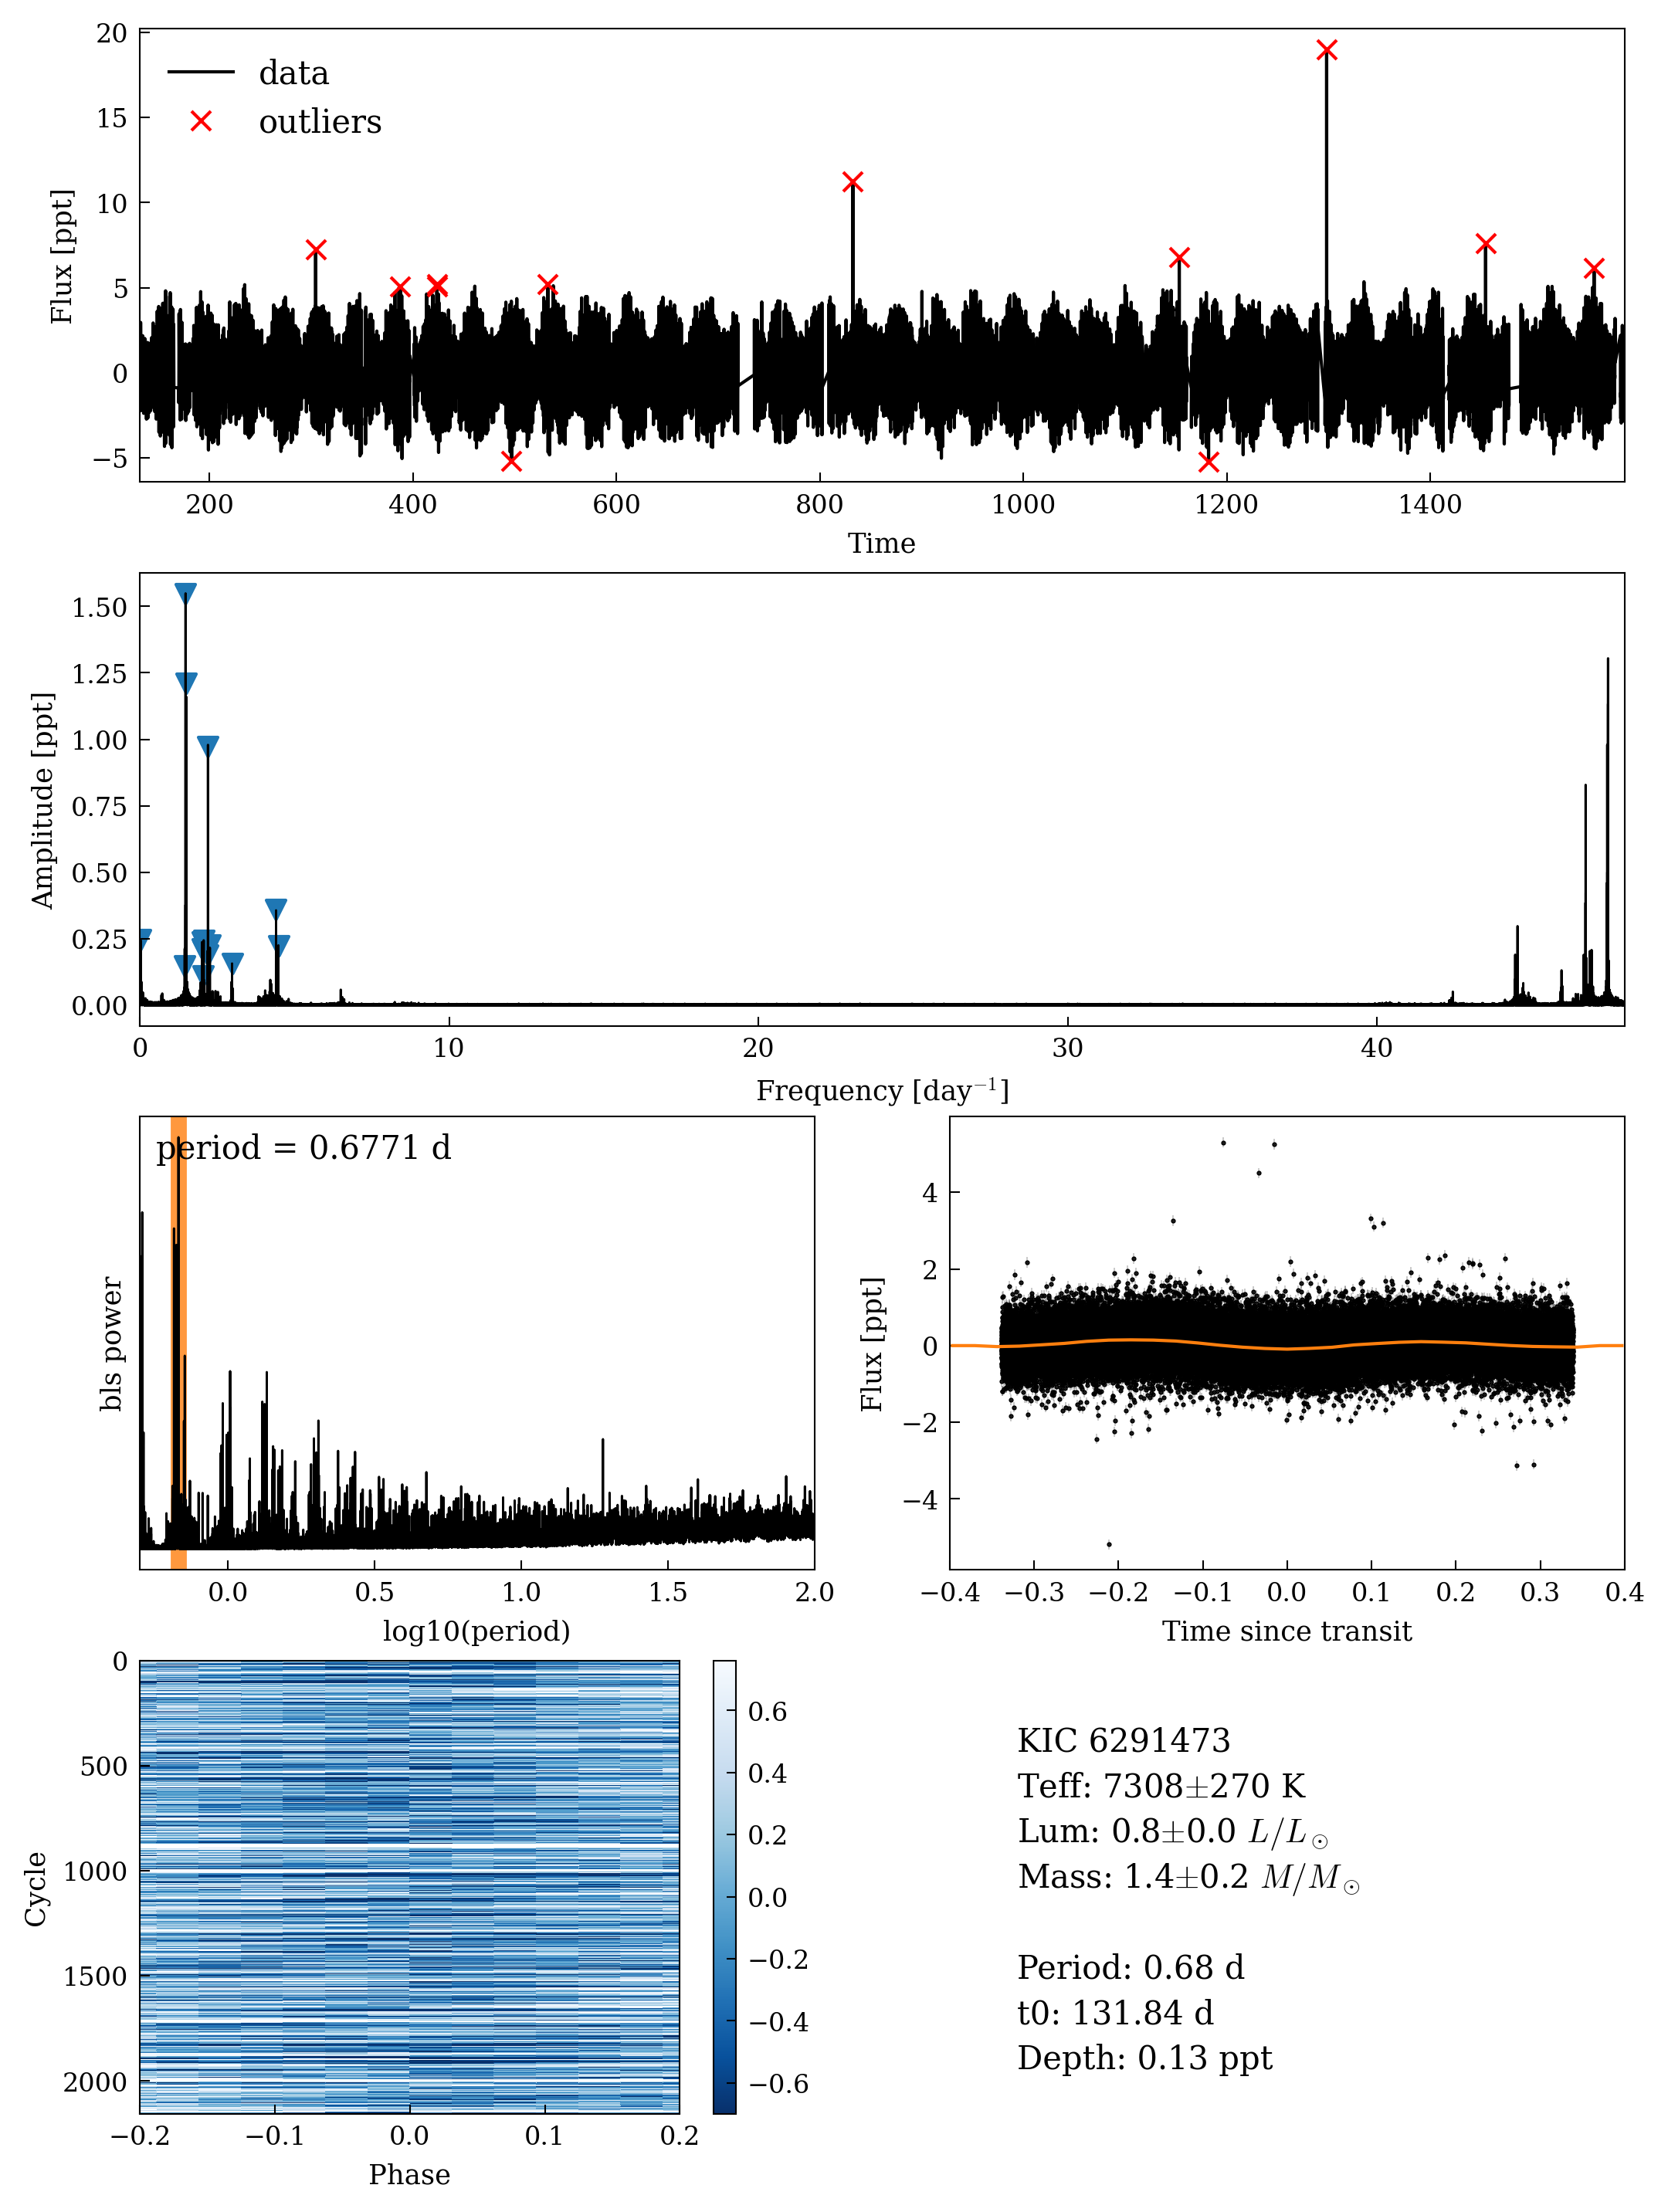 20
15
10
5
0
−5
Flux [ppt]
data
outliers
200 400 600 800 1000 1200 1400
Time
1.50
1.25
1.00
0.75
0.50
0.25
0.00
Amplitude [ppt]
0 10 20 30 40
Frequency [day⁻¹]
period = 0.6771 d
bls power
0.0 0.5 1.0 1.5 2.0
log10(period)
4
2
0
−2
−4
Flux [ppt]
−0.4 −0.3 −0.2 −0.1 0.0 0.1 0.2 0.3 0.4
Time since transit
0
500
1000
1500
2000
Cycle
−0.2 −0.1 0.0 0.1 0.2
Phase
0.6
0.4
0.2
0.0
−0.2
−0.4
−0.6
KIC 6291473
Teff: 7308±270 K
Lum: 0.8±0.0 L/L⊙
Mass: 1.4±0.2 M/M⊙
Period: 0.68 d
t0: 131.84 d
Depth: 0.13 ppt